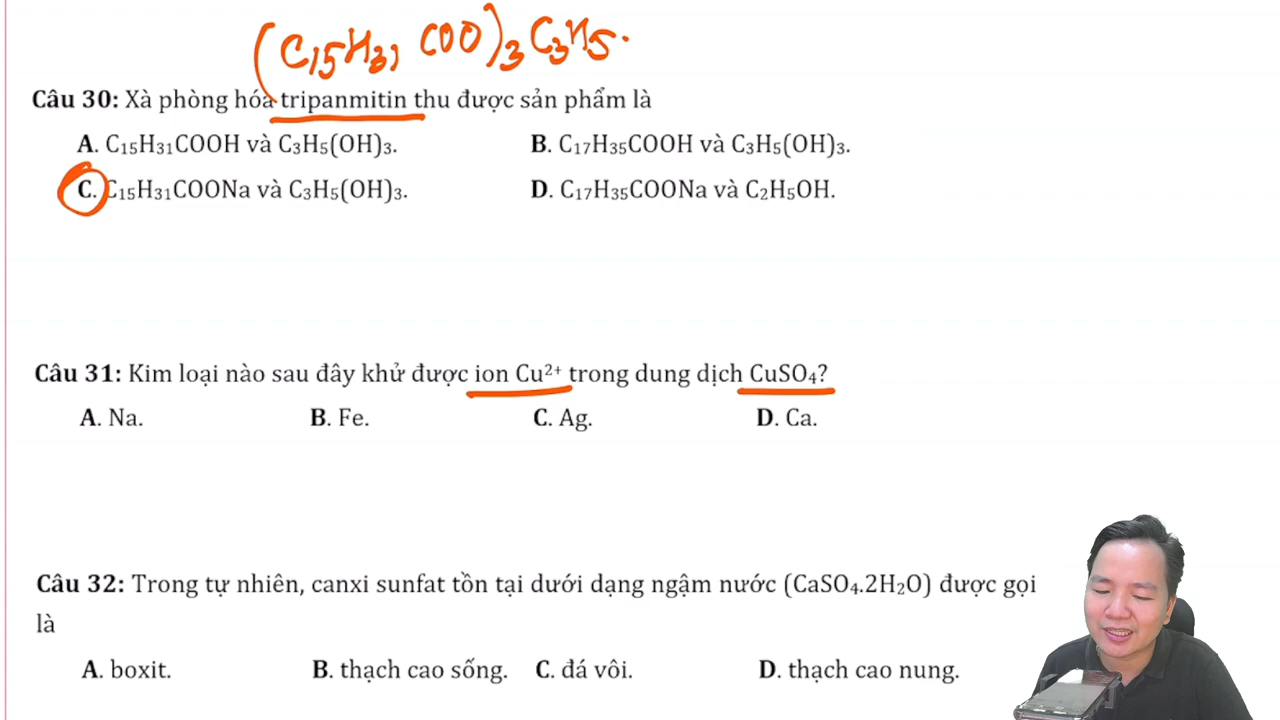 (C₁₅H₃₁COO)₃C₃H₅.
Câu 30: Xà phòng hóa tripanmitin thu được sản phẩm là
A. C₁₅H₃₁COOH và C₃H₅(OH)₃. B. C₁₇H₃₅COOH và C₃H₅(OH)₃.
C. C₁₅H₃₁COONa và C₃H₅(OH)₃. D. C₁₇H₃₅COONa và C₂H₅OH.
Câu 31: Kim loại nào sau đây khử được ion Cu²⁺ trong dung dịch CuSO₄?
A. Na. B. Fe. C. Ag. D. Ca.
Câu 32: Trong tự nhiên, canxi sunfat tồn tại dưới dạng ngậm nước (CaSO₄.2H₂O) được gọi
là
A. boxit. B. thạch cao sống. C. đá vôi. D. thạch cao nung.